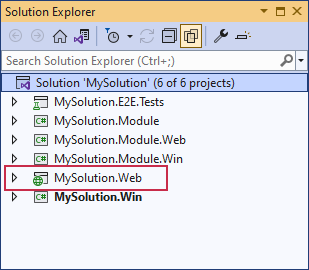 Solution Explorer
Search Solution Explorer (Ctrl+;)
Solution 'MySolution' (6 of 6 projects)
MySolution.E2E.Tests
C# MySolution.Module
C# MySolution.Module.Web
C# MySolution.Module.Win
MySolution.Web
C# MySolution.Win